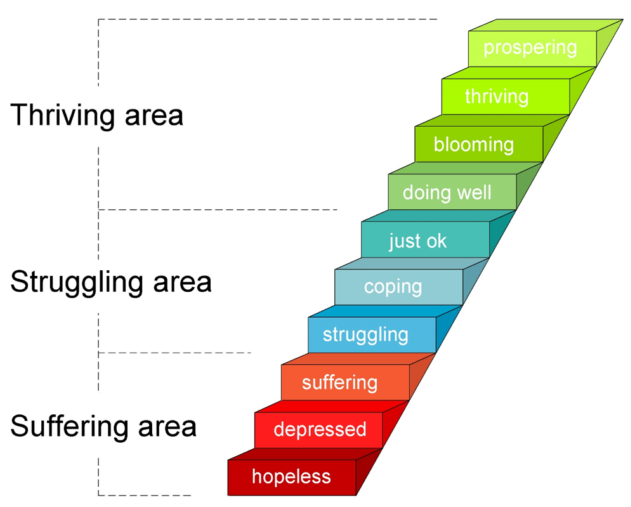 prospering
thriving
Thriving area
blooming
doing well
just ok
Struggling area
coping
struggling
suffering
Suffering area
depressed
hopeless